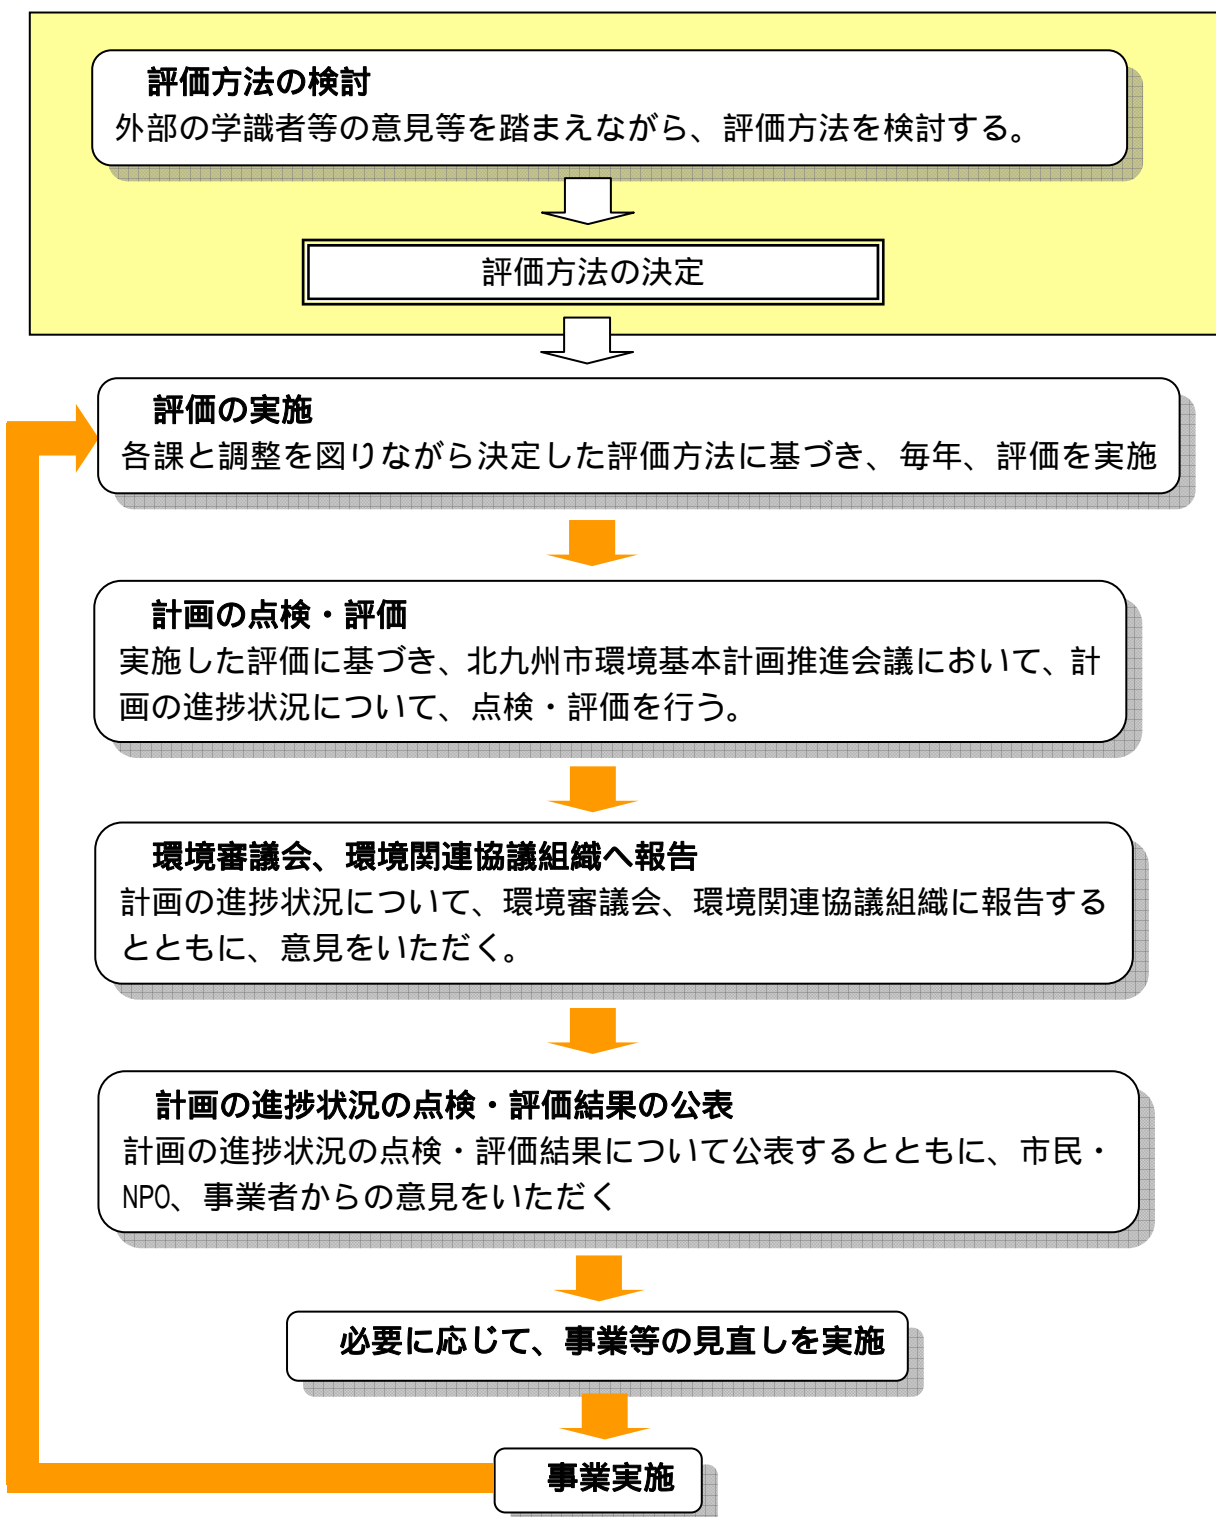 評価方法の検討
外部の学識者等の意見等を踏まえながら、評価方法を検討する。
評価方法の決定
評価の実施
各課と調整を図りながら決定した評価方法に基づき、毎年、評価を実施
計画の点検・評価
実施した評価に基づき、北九州市環境基本計画推進会議において、計
画の進捗状況について、点検・評価を行う。
環境審議会、環境関連協議組織へ報告
計画の進捗状況について、環境審議会、環境関連協議組織に報告する
とともに、意見をいただく。
計画の進捗状況の点検・評価結果の公表
計画の進捗状況の点検・評価結果について公表するとともに、市民・
NPO、事業者からの意見をいただく
必要に応じて、事業等の見直しを実施
事業実施